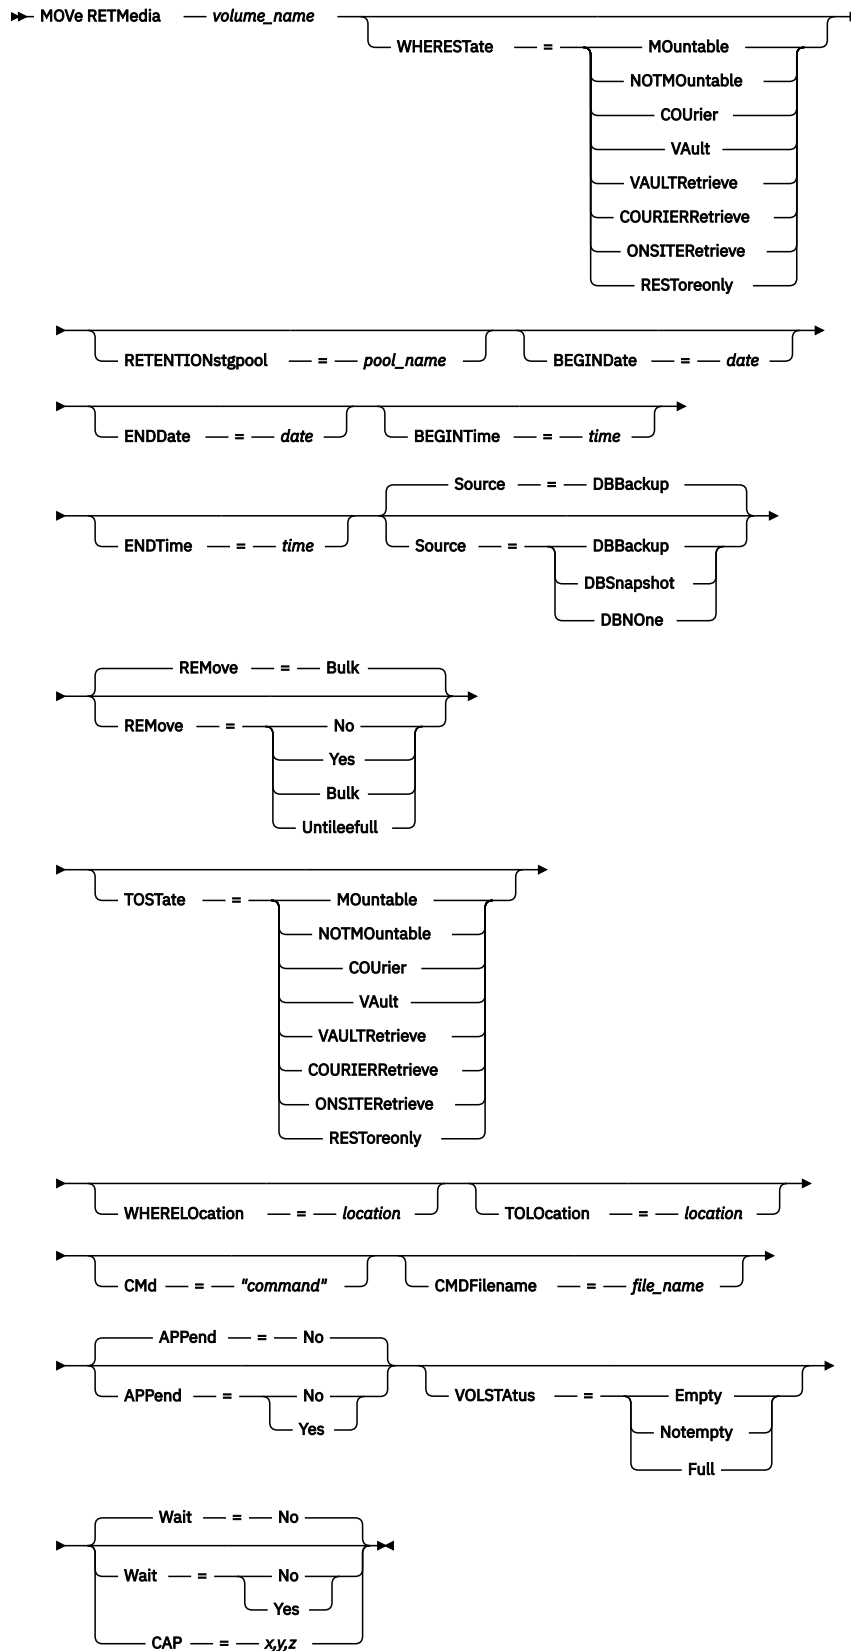 MOVe RETMedia volume_name
WHERESTate = MOuntable
NOTMOuntable
COUrier
VAult
VAULTRetrieve
COURIERRetrieve
ONSITERetrieve
RESToreonly
RETENTIONstgpool = pool_name BEGINDate = date
ENDDate = date BEGINTime = time
Source = DBBackup
ENDTime = time Source = DBBackup
DBSnapshot
DBNOne
REMove = Bulk
REMove = No
Yes
Bulk
Untileefull
TOSTate = MOuntable
NOTMOuntable
COUrier
VAult
VAULTRetrieve
COURIERRetrieve
ONSITERetrieve
RESToreonly
WHERELOcation = location TOLOcation = location
CMd = "command" CMDFilename = file_name
APPend = No
APPend = No VOLSTAtus = Empty
Yes Notempty
Full
Wait = No
Wait = No
Yes
CAP = x,y,z